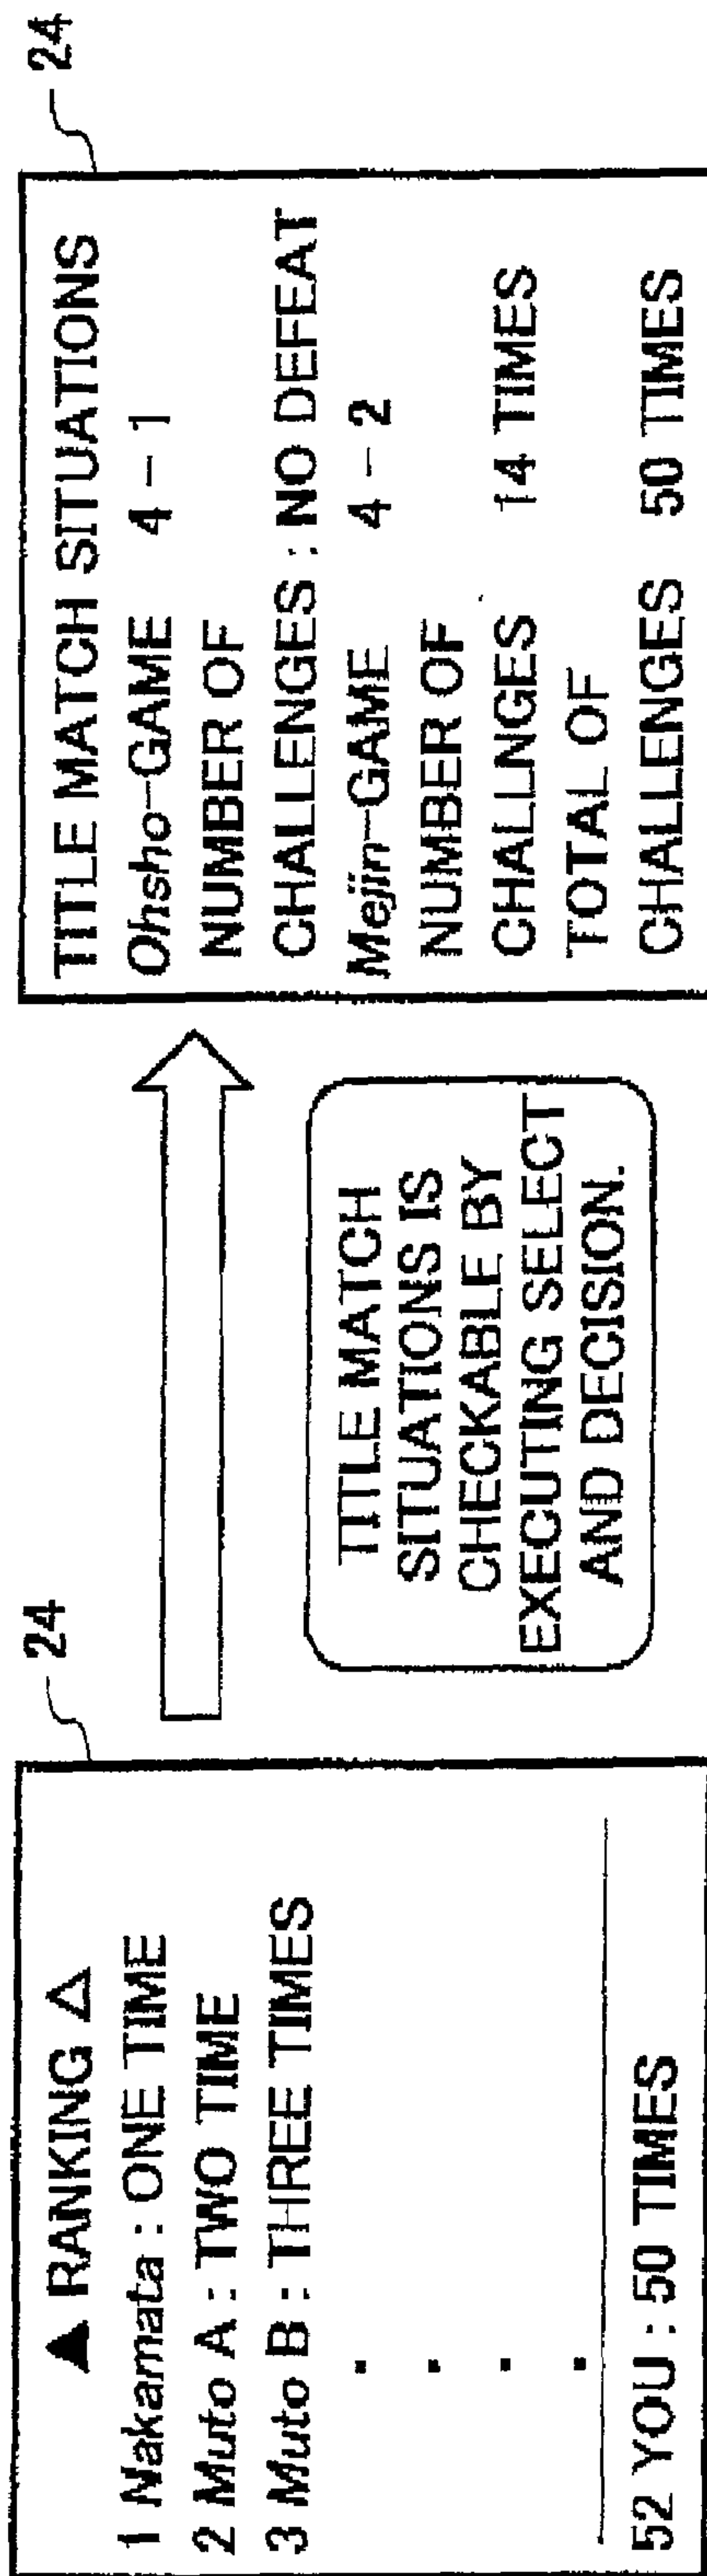 24
▲ RANKING △
1 Nakamata : ONE TIME
2 Muto A : TWO TIME
3 Muto B : THREE TIMES
.
.
.
.
52 YOU : 50 TIMES
TITLE MATCH
SITUATIONS IS
CHECKABLE BY
EXECUTING SELECT
AND DECISION.
24
TITLE MATCH SITUATIONS
Ohsho-GAME 4 - 1
NUMBER OF
CHALLENGES : NO DEFEAT
Mejin-GAME 4 - 2
NUMBER OF
CHALLNGES 14 TIMES
TOTAL OF
CHALLENGES 50 TIMES